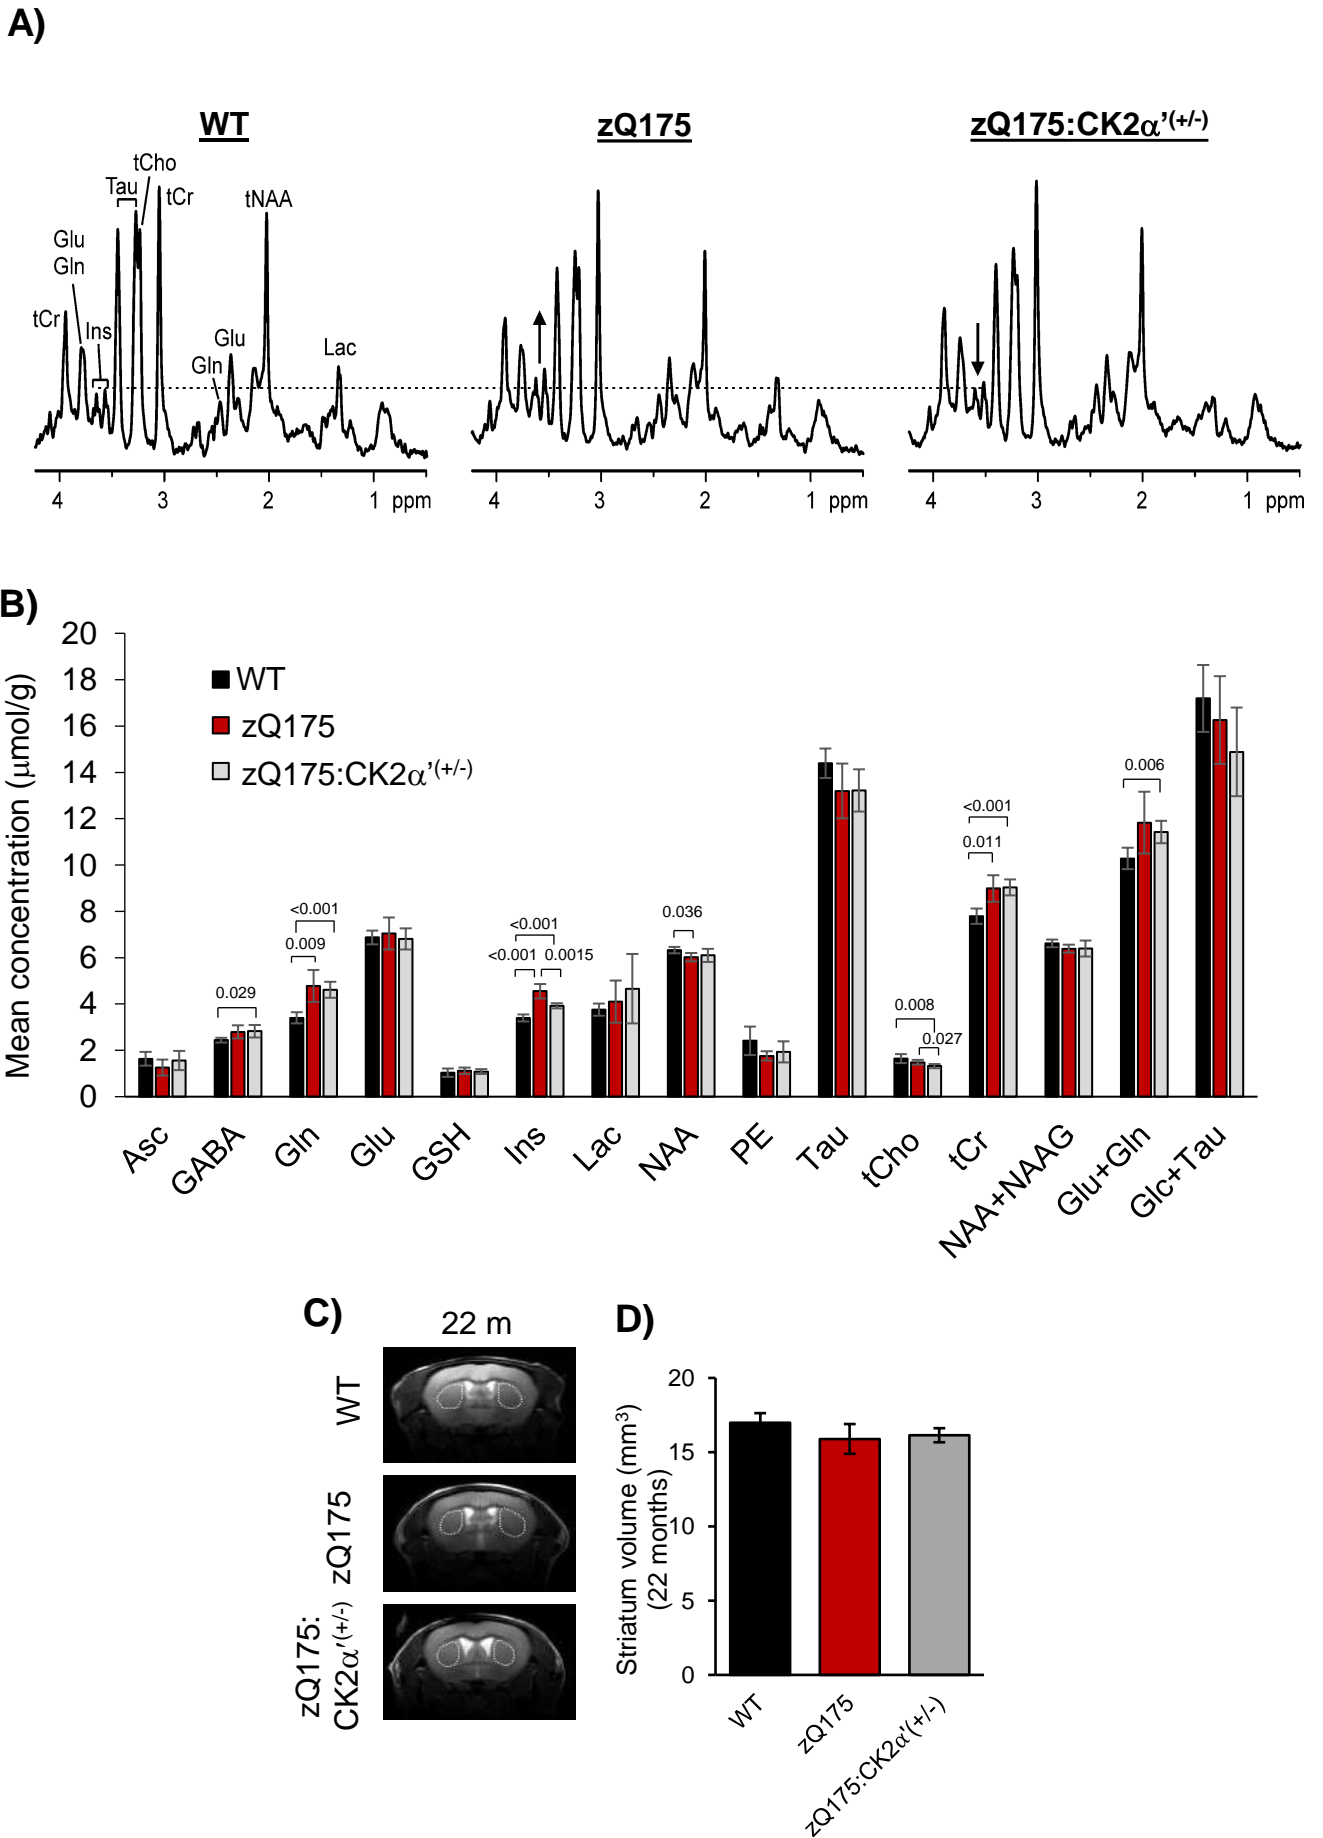 A)
WT
zQ175
zQ175:CK2α’(+/-)
tCho
Tau
tCr
tNAA
Glu
Gln
tCr
Ins
Glu
Gln
Lac
4 3 2 1 ppm
4 3 2 1 ppm
4 3 2 1 ppm
B)
Mean concentration (μmol/g)
20
18
16
14
12
10
8
6
4
2
0
WT
zQ175
zQ175:CK2α’(+/-)
0.029
<0.001
0.009
<0.001
<0.001
0.0015
0.036
0.008
0.027
<0.001
0.011
0.006
Asc
GABA
Gln
Glu
GSH
Ins
Lac
NAA
PE
Tau
tCho
tCr
NAA+NAAG
Glu+Gln
Glc+Tau
C)
22 m
WT
zQ175
zQ175:
CK2α’(+/-)
D)
Striatum volume (mm3)
(22 months)
20
15
10
5
0
WT
zQ175
zQ175:CK2α'(+/-)